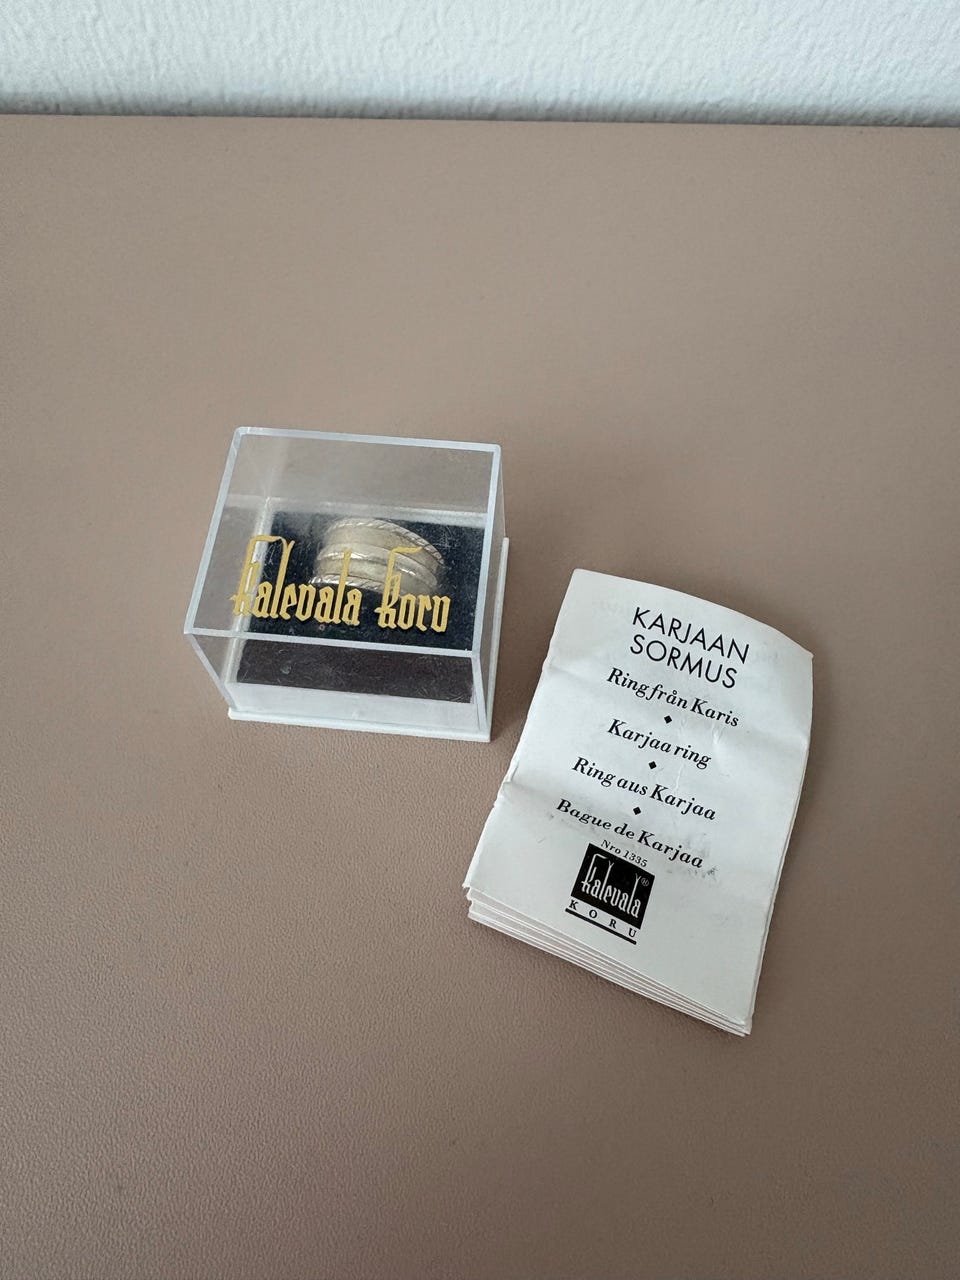 Kalevala Koru
KARJAAN
SORMUS
Ring från Karis
◆
Karjaa ring
◆
Ring aus Karjaa
◆
Bague de Karjaa
Nro 1335
Kalevala®
KORU